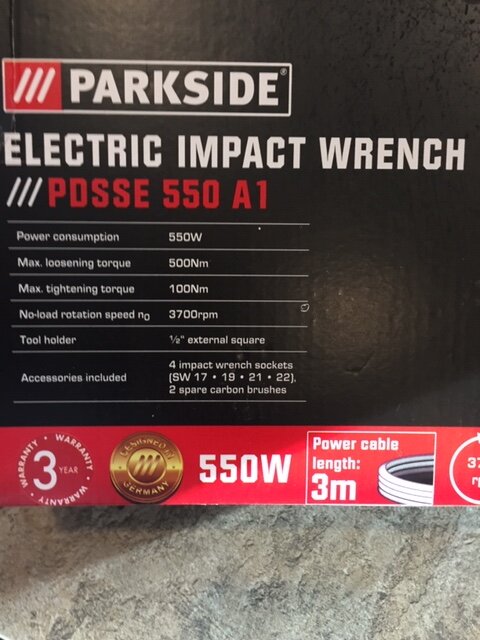 /// PARKSIDE®
ELECTRIC IMPACT WRENCH
/// PDSSE 550 A1
Power consumption 550W
Max. loosening torque 500Nm
Max. tightening torque 100Nm
No-load rotation speed n₀ 3700rpm
Tool holder ½" external square
Accessories included 4 impact wrench sockets
(SW 17 • 19 • 21 • 22),
2 spare carbon brushes
WARRANTY • WARRANTY • WARRANTY • WARRANTY •
3 YEAR
DESIGNED IN
GERMANY
550W
Power cable
length:
3m